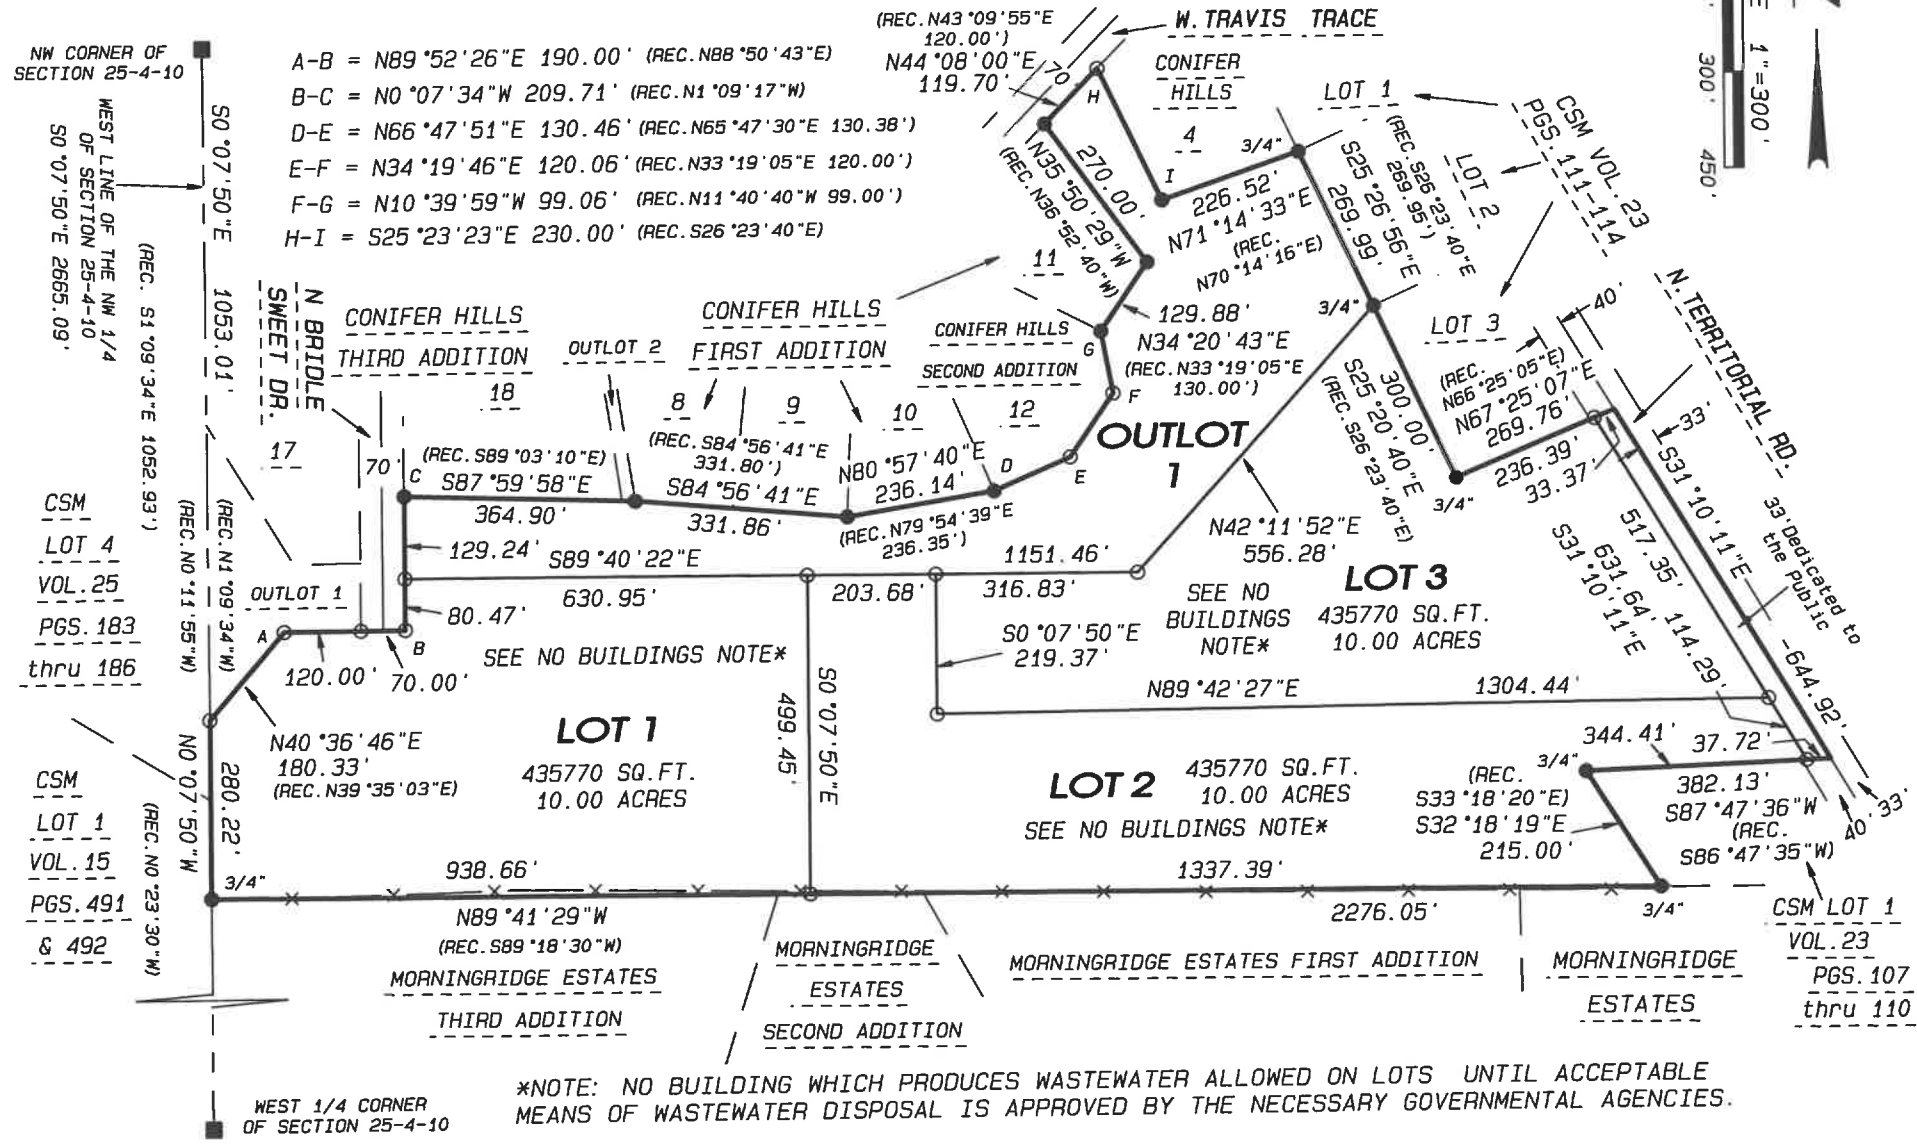 NW CORNER OF
SECTION 25-4-10
A-B = N89°52'26"E 190.00' (REC.N88°50'43"E)
B-C = N0°07'34"W 209.71' (REC.N1°09'17"W)
D-E = N66°47'51"E 130.46' (REC.N65°47'30"E 130.38')
E-F = N34°19'46"E 120.06' (REC.N33°19'05"E 120.00')
F-G = N10°39'59"W 99.06' (REC.N11°40'40"W 99.00')
H-I = S25°23'23"E 230.00' (REC.S26°23'40"E)
(REC.N43°09'55"E
120.00')
N44°08'00"E
119.70'
W.TRAVIS TRACE
70'
H
CONIFER
HILLS
4
I
LOT 1
CSM VOL.23
PGS.111-114
LOT 2
1"=300'
300'
450'
WEST LINE OF THE NW 1/4
OF SECTION 25-4-10
S0°07'50"E 2665.09'
S0°07'50"E 1053.01'
(REC. S1°09'34"E 1052.93')
N BRIDLE
SWEET DR.
CONIFER HILLS
THIRD ADDITION
18
17
OUTLOT 2
CONIFER HILLS
FIRST ADDITION
8
9
10
11
12
CONIFER HILLS
SECOND ADDITION
270.00'
N35°50'29"W
(REC.N36°52'40"W)
3/4"
226.52'
N71°14'33"E
(REC.
N70°14'16"E)
(REC.S26°23'40"E
269.95')
S25°26'56"E
269.99'
129.88'
N34°20'43"E
(REC.N33°19'05"E
130.00')
G
F
E
D
3/4"
LOT 3
N.TERRITORIAL RD.
40'
(REC.
N66°25'05"E)
N67°25'07"E
269.76'
236.39'
33.37'
33'
300.00'
S25°20'40"E
(REC.S26°23'40"E)
3/4"
S31°10'11"E
644.92'
33'Dedicated to
the Public
517.35'
631.64'
S31°10'11"E
114.29'
70'
C
(REC.S89°03'10"E)
S87°59'58"E
364.90'
(REC.S84°56'41"E
331.80')
S84°56'41"E
331.86'
N80°57'40"E
236.14'
(REC.N79°54'39"E
236.35')
OUTLOT
1
N42°11'52"E
556.28'
129.24'
S89°40'22"E
1151.46'
630.95'
203.68'
316.83'
80.47'
CSM
LOT 4
VOL.25
PGS.183
thru 186
(REC.N0°11'55"W)
(REC.N1°09'34"W)
OUTLOT 1
A
B
120.00'
70.00'
N40°36'46"E
180.33'
(REC.N39°35'03"E)
SEE NO BUILDINGS NOTE*
LOT 1
435770 SQ.FT.
10.00 ACRES
S0°07'50"E
499.45'
S0°07'50"E
219.37'
SEE NO
BUILDINGS
NOTE*
LOT 3
435770 SQ.FT.
10.00 ACRES
N89°42'27"E
1304.44'
LOT 2
435770 SQ.FT.
10.00 ACRES
SEE NO BUILDINGS NOTE*
344.41'
37.72'
3/4"
382.13'
S87°47'36"W
(REC.
S86°47'35"W)
40'
33'
(REC.
S33°18'20"E)
S32°18'19"E
215.00'
CSM
LOT 1
VOL.15
PGS.491
& 492
280.22'
N0°07'50"W
(REC.N0°23'30"W)
3/4"
938.66'
1337.39'
N89°41'29"W
2276.05'
(REC.S89°18'30"W)
3/4"
MORNINGRIDGE ESTATES
THIRD ADDITION
MORNINGRIDGE
ESTATES
SECOND ADDITION
MORNINGRIDGE ESTATES FIRST ADDITION
MORNINGRIDGE
ESTATES
CSM LOT 1
VOL.23
PGS.107
thru 110
WEST 1/4 CORNER
OF SECTION 25-4-10
*NOTE: NO BUILDING WHICH PRODUCES WASTEWATER ALLOWED ON LOTS UNTIL ACCEPTABLE
MEANS OF WASTEWATER DISPOSAL IS APPROVED BY THE NECESSARY GOVERNMENTAL AGENCIES.